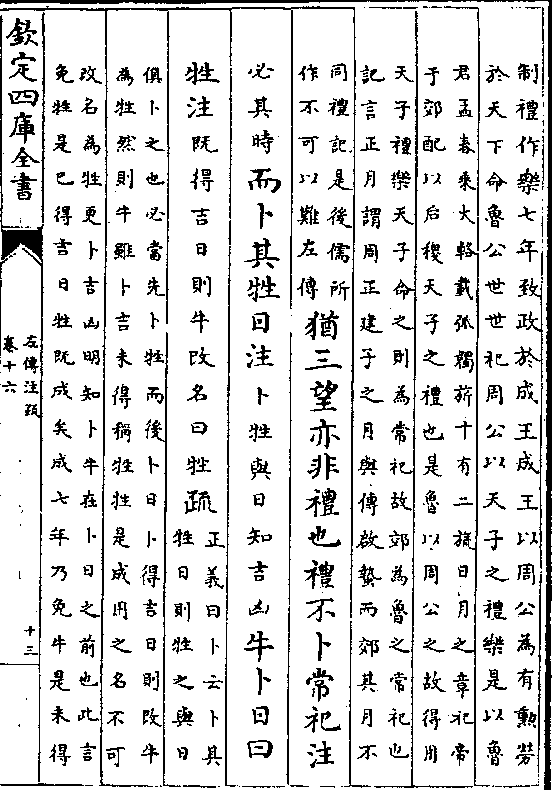 制禮作樂七年致政於成王成王以周公為有勲勞
於天下命魯公世世祀周公以天子之禮樂是以魯
君孟春乗大輅載弧韣旂十有二旒日月之章祀帝
于郊配以后稷天子之禮也是魯以周公之故得用
天子禮樂天子命之則為常祀故郊為魯之常祀也
記言正月謂周正建子之月與傳啟蟄而郊其月不
同禮記是後儒所
作不可以難左傳
猶三望亦非禮也禮不卜常祀注
必其時而卜其牲日注卜牲與日知吉凶牛卜日曰
牲注既得吉日則牛改名曰牲疏
正義曰卜云卜其
牲日則牲之與日
俱卜之也必當先卜牲而後卜日卜得吉日則改牛
為牲然則牛雖卜吉未得稱牲牲是成用之名不可
改名為牲更卜吉凶明知卜牛在卜日之前也此言
免牲是已得吉日牲既成矣成七年乃免牛是未得
欽定四庫全書
左傳注疏
卷十六
十三